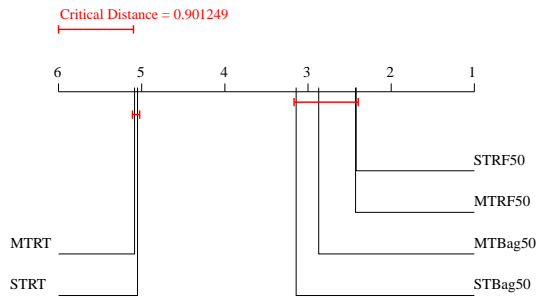 Critical Distance = 0.901249
6 5 4 3 2 1
STRF50
MTRF50
MTRT MTBag50
STRT STBag50